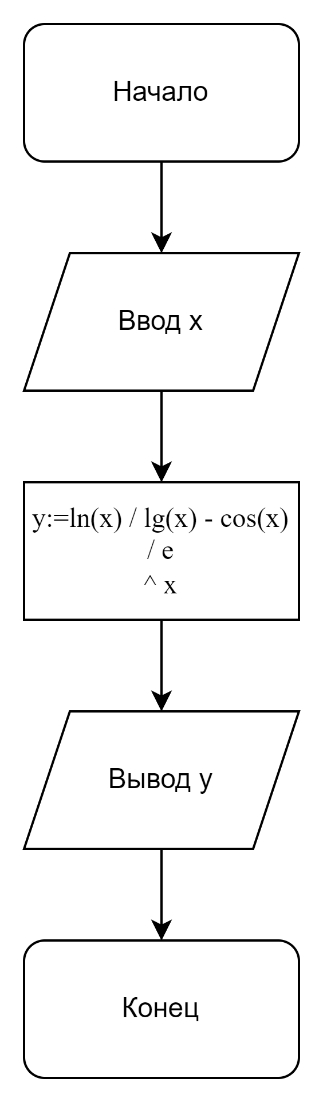 Начало
Ввод x
y:=ln(x) / lg(x) - cos(x)
/ e
^ x
Вывод y
Конец